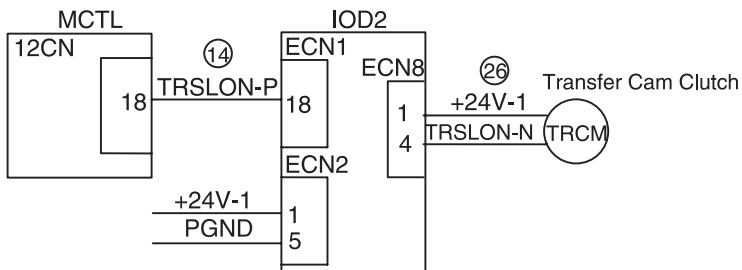 MCTL
IOD2
12CN
14
ECN1
ECN8
26
Transfer Cam Clutch
18
TRSLON-P
18
1
+24V-1
4
TRSLON-N
TRCM
ECN2
+24V-1
1
PGND
5